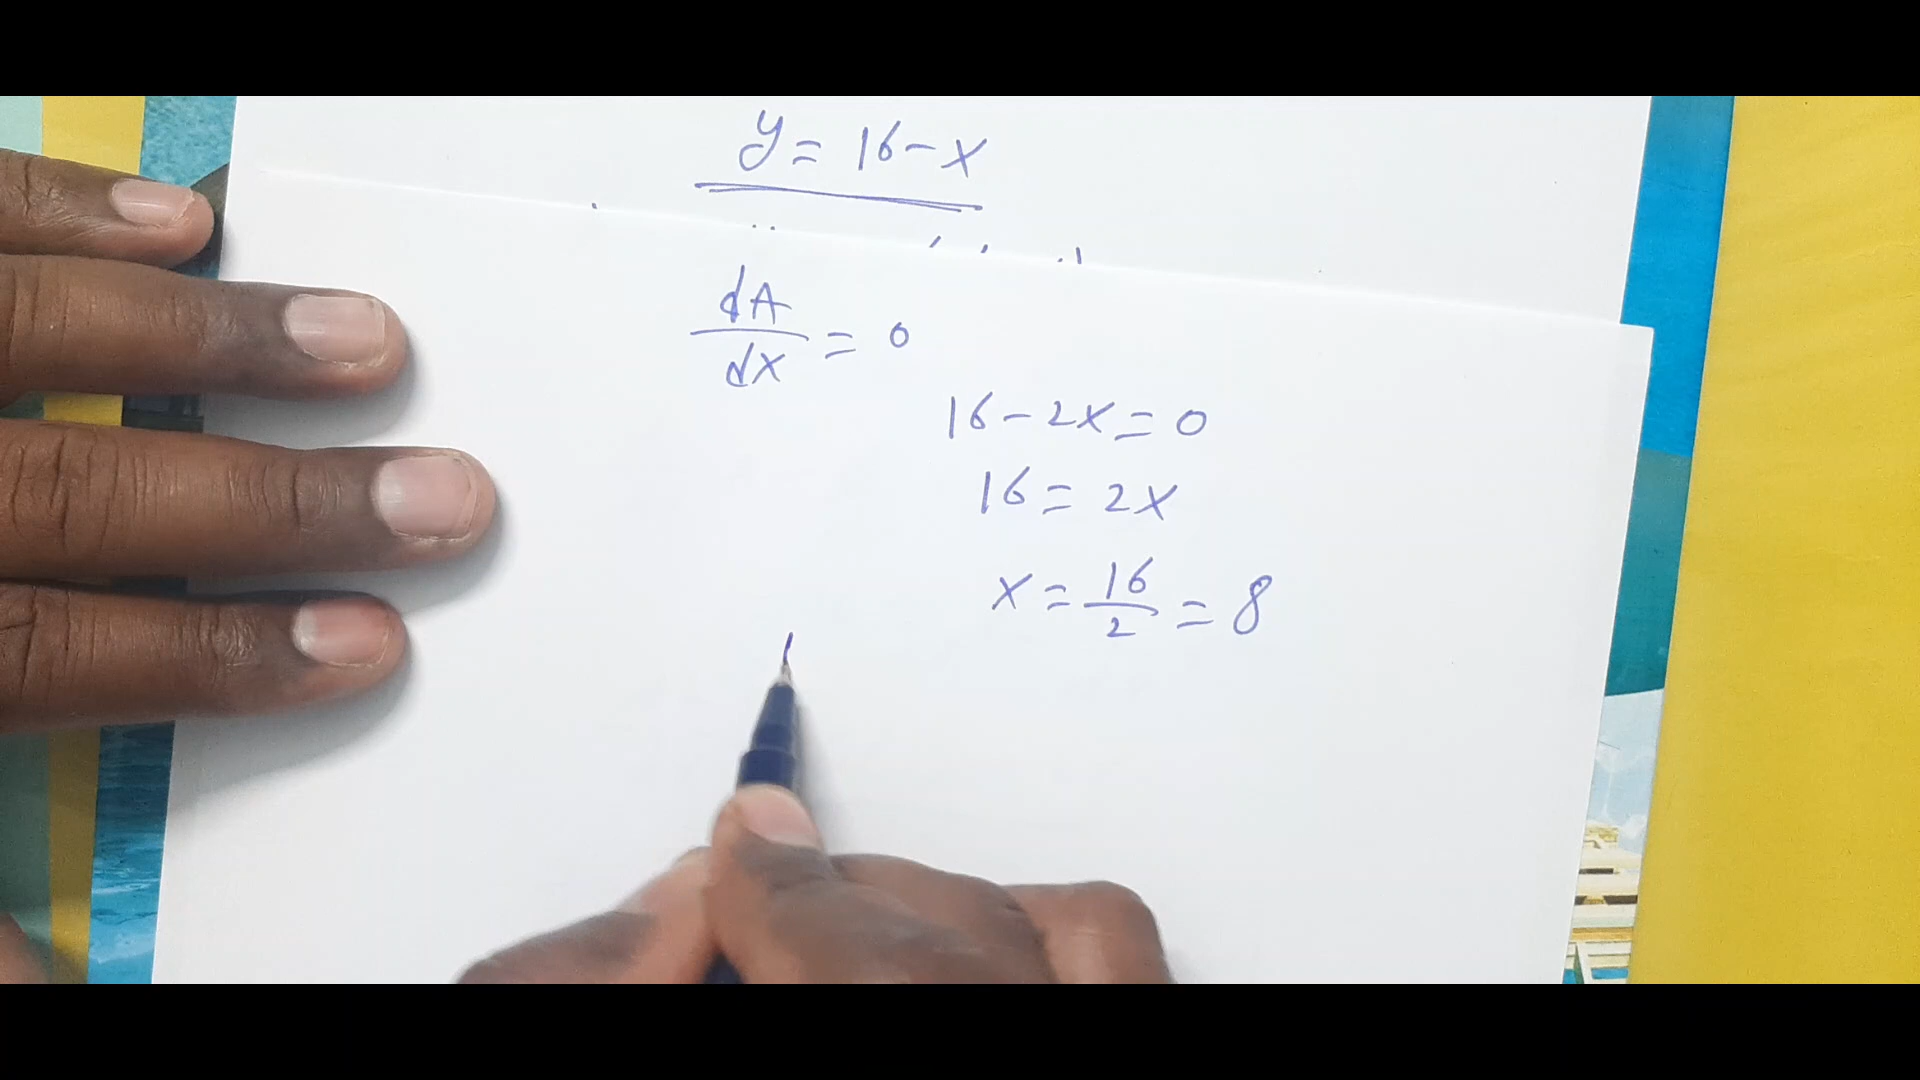 y = 16 - x
dA/dx = 0
16 - 2x = 0
16 = 2x
x = 16/2 = 8